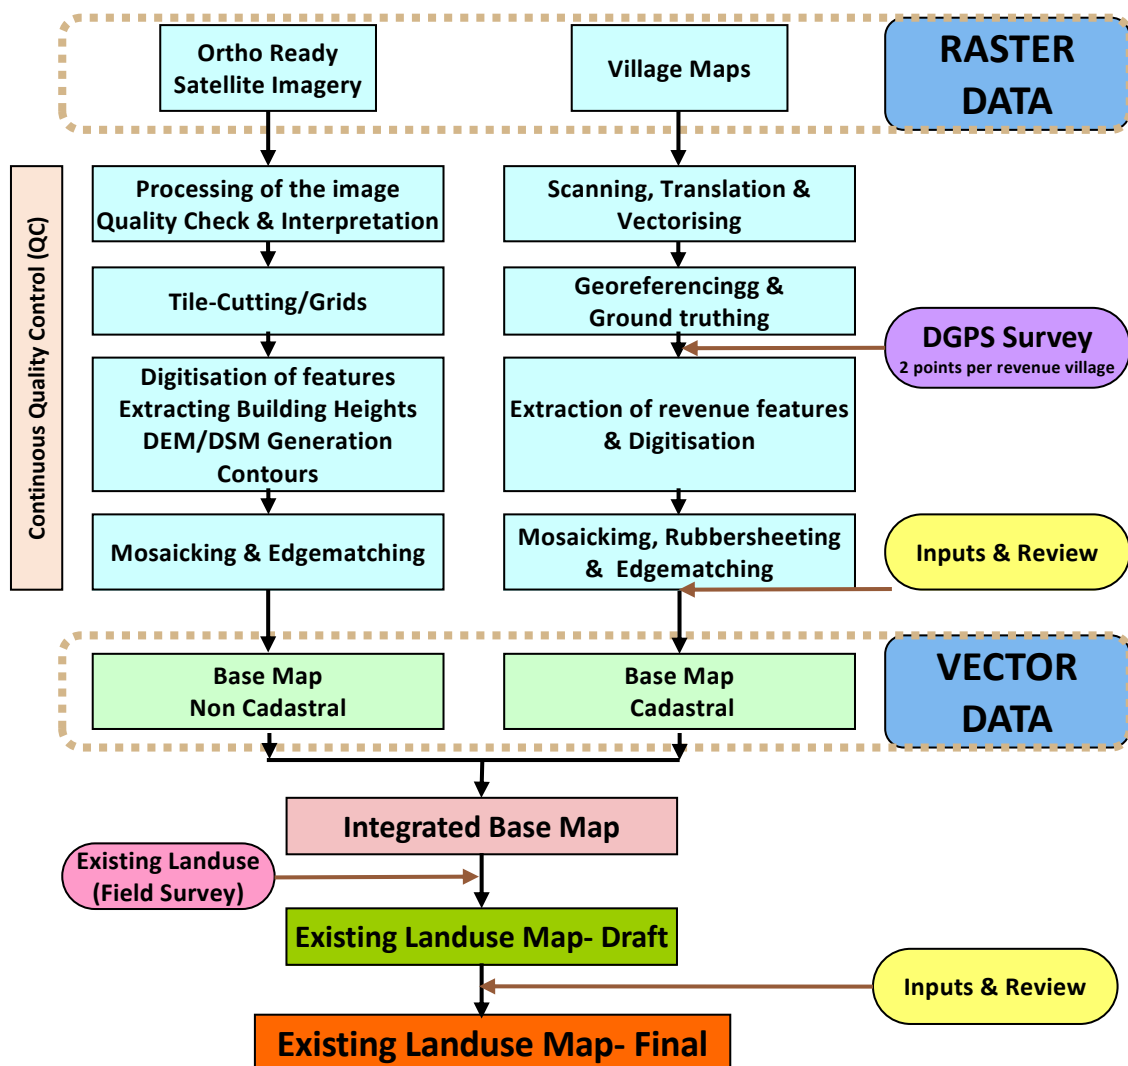 Ortho Ready
Satellite Imagery
Village Maps
RASTER
DATA
Continuous Quality Control (QC)
Processing of the image
Quality Check & Interpretation
Scanning, Translation &
Vectorising
Tile-Cutting/Grids
Georeferencingg &
Ground truthing
DGPS Survey
2 points per revenue village
Digitisation of features
Extracting Building Heights
DEM/DSM Generation
Contours
Extraction of revenue features
& Digitisation
Mosaicking & Edgematching
Mosaickimg, Rubbersheeting
& Edgematching
Inputs & Review
Base Map
Non Cadastral
Base Map
Cadastral
VECTOR
DATA
Integrated Base Map
Existing Landuse
(Field Survey)
Existing Landuse Map- Draft
Inputs & Review
Existing Landuse Map- Final